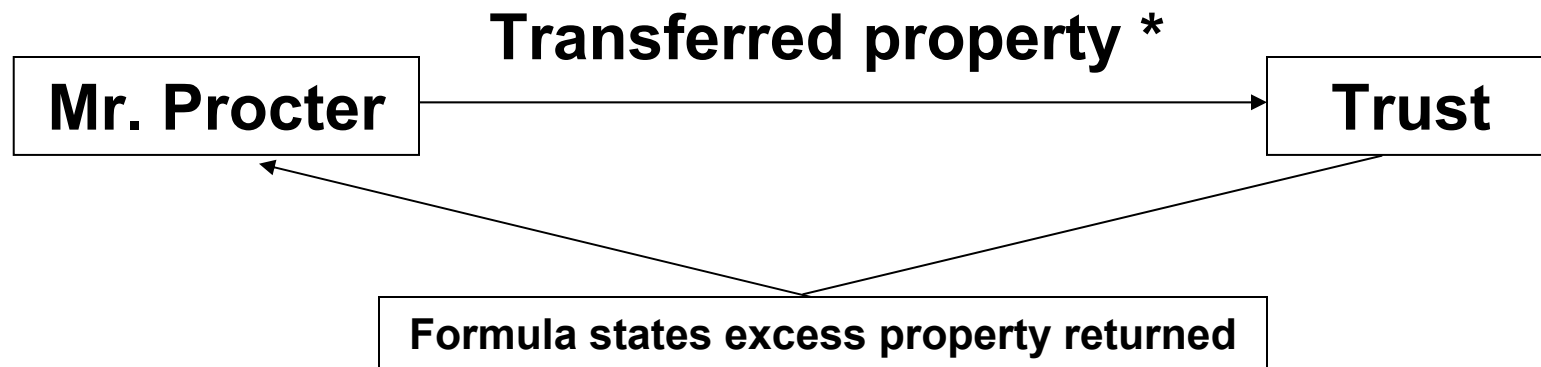 Transferred property *
Mr. Procter
Trust
Formula states excess property returned